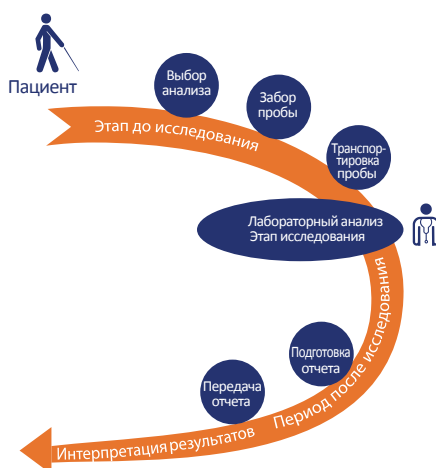 Пациент
Выбор
анализа
Забор
пробы
Этап до исследования
Транспор-
тировка
пробы
Лабораторный анализ
Этап исследования
Период после исследования
Подготовка
отчета
Передача
отчета
Интерпретация результатов